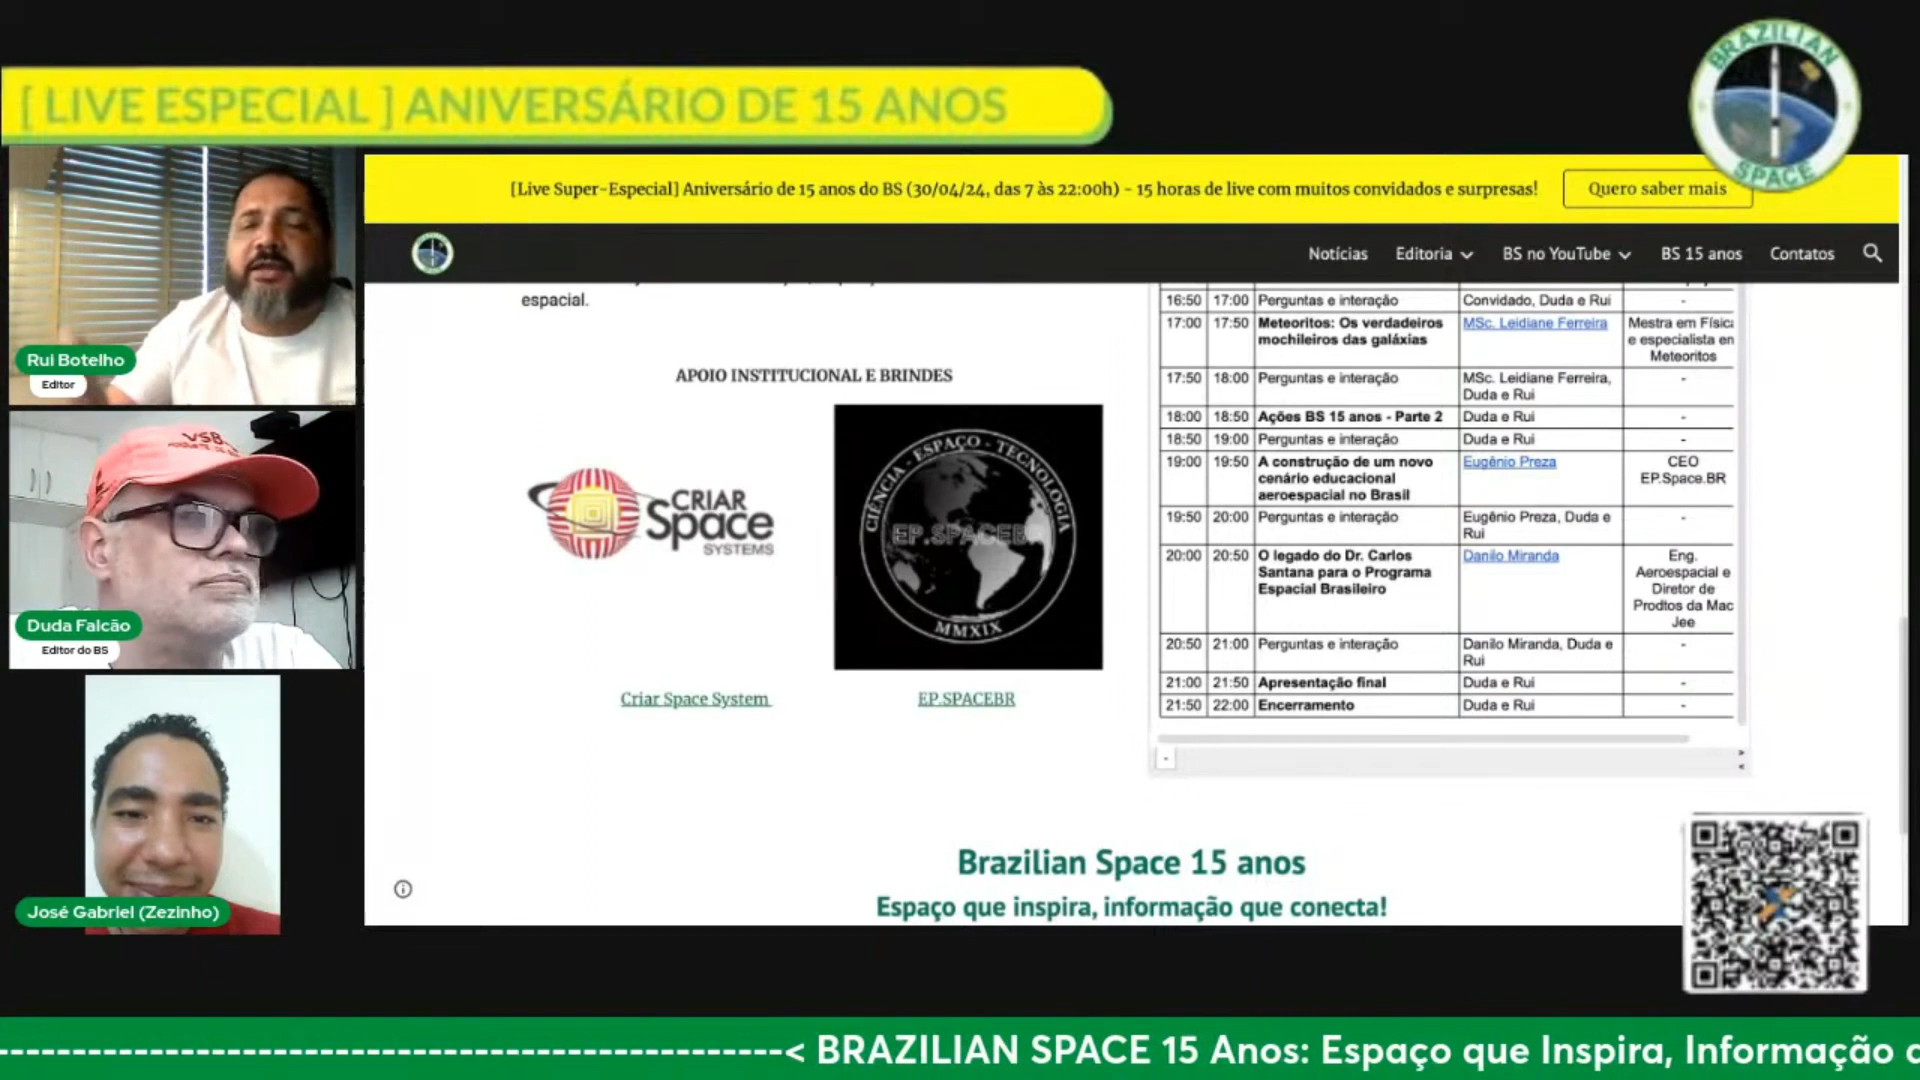 [ LIVE ESPECIAL ] ANIVERSÁRIO DE 15 ANOS
BRAZILIAN
SPACE
[Live Super-Especial] Aniversário de 15 anos do BS (30/04/24, das 7 às 22:00h) - 15 horas de live com muitos convidados e surpresas!
Quero saber mais
Notícias
Editoria
BS no YouTube
BS 15 anos
Contatos
Rui Botelho
Editor
VSB
Duda Falcão
Editor do BS
José Gabriel (Zezinho)
espacial.
APOIO INSTITUCIONAL E BRINDES
CRIAR
Space
SYSTEMS
CIÊNCIA - ESPAÇO - TECNOLOGIA
EP.SPACEBR
MMXIX
Criar Space System
EP.SPACEBR
16:50 17:00 Perguntas e interação Convidado, Duda e Rui -
17:00 17:50 Meteoritos: Os verdadeiros MSc. Leidiane Ferreira Mestra em Física
mochileiros das galáxias e especialista em
Meteoritos
17:50 18:00 Perguntas e interação MSc. Leidiane Ferreira, -
Duda e Rui
18:00 18:50 Ações BS 15 anos - Parte 2 Duda e Rui -
18:50 19:00 Perguntas e interação Duda e Rui -
19:00 19:50 A construção de um novo Eugênio Preza CEO
cenário educacional EP.Space.BR
aeroespacial no Brasil
19:50 20:00 Perguntas e interação Eugênio Preza, Duda e -
Rui
20:00 20:50 O legado do Dr. Carlos Danilo Miranda Eng.
Santana para o Programa Aeroespacial e
Espacial Brasileiro Diretor de
Prodtos da Mac
Jee
20:50 21:00 Perguntas e interação Danilo Miranda, Duda e -
Rui
21:00 21:50 Apresentação final Duda e Rui -
21:50 22:00 Encerramento Duda e Rui -
Brazilian Space 15 anos
Espaço que inspira, informação que conecta!
---------------------------------------------< BRAZILIAN SPACE 15 Anos: Espaço que Inspira, Informação